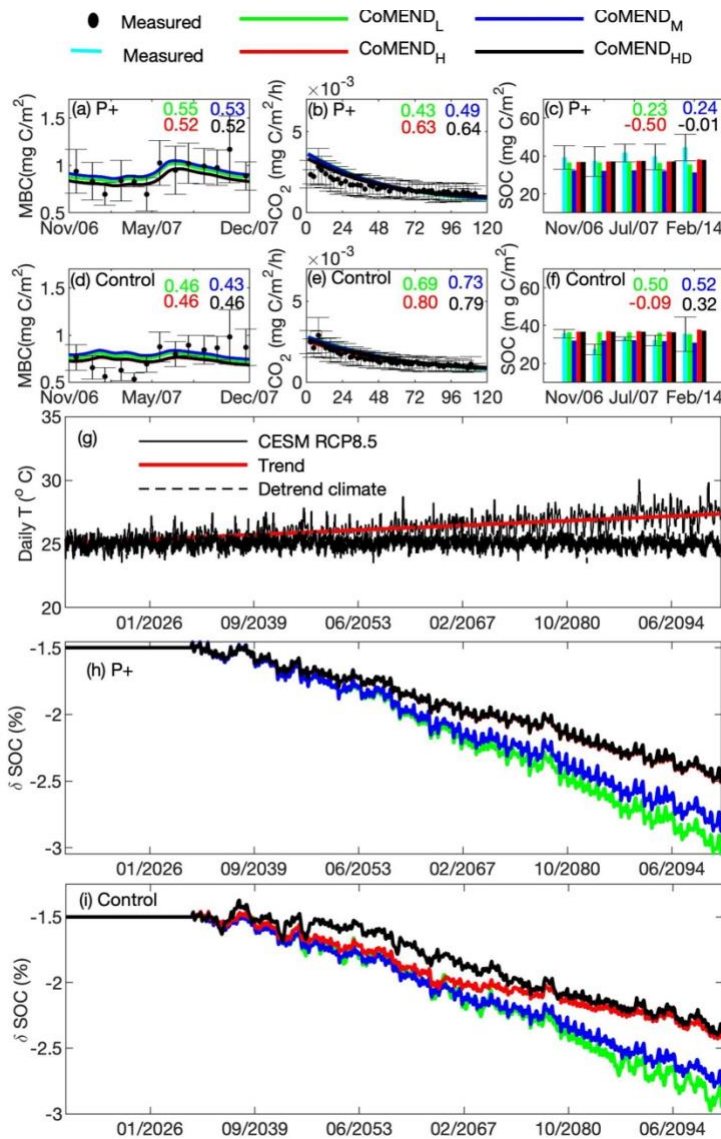 Measured CoMEND_L CoMEND_M
Measured CoMEND_H CoMEND_HD
×10⁻³
(a) P+ 0.55 0.53
0.52 0.52
MBC(mg C/m²)
1
0.5
Nov/06 May/07 Dec/07
(b) P+ 0.43 0.49
0.63 0.64
CO₂ (mg C/m²/h)
5
0
0 24 48 72 96 120
(c) P+ 0.23 0.24
-0.50 -0.01
SOC (mg C/m²)
60
40
Nov/06 Jul/07 Feb/14
×10⁻³
(d) Control 0.46 0.43
0.46 0.46
MBC(mg C/m²)
1
0.5
Nov/06 May/07 Dec/07
(e) Control 0.69 0.73
0.80 0.79
CO₂ (mg C/m²/h)
5
0
0 24 48 72 96 120
(f) Control 0.50 0.52
-0.09 0.32
SOC (m g C/m²)
60
40
Nov/06 Jul/07 Feb/14
(g)
CESM RCP8.5
Trend
Detrend climate
Daily T (° C)
35
30
25
20
01/2026 09/2039 06/2053 02/2067 10/2080 06/2094
(h) P+
δ SOC (%)
-1.5
-2
-2.5
-3
01/2026 09/2039 06/2053 02/2067 10/2080 06/2094
(i) Control
δ SOC (%)
-1.5
-2
-2.5
-3
01/2026 09/2039 06/2053 02/2067 10/2080 06/2094